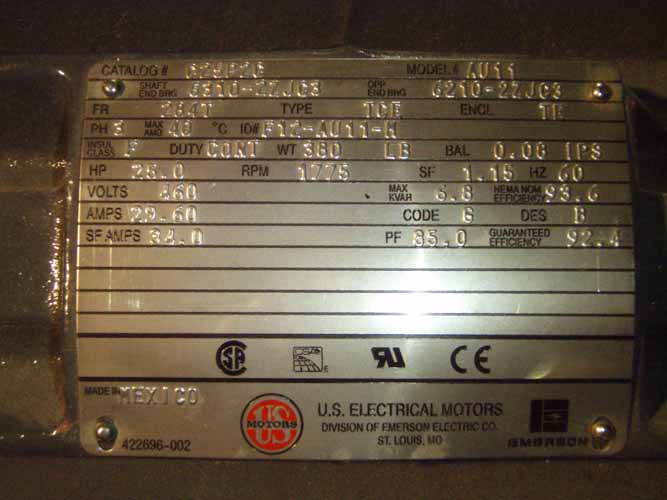 CATALOG # G29926 MODEL # AU11
SHAFT END BRG 6310-2ZJC3 OPP END BRG 6210-2ZJC3
FR 284T TYPE TCE ENCL TE
PH 3 MAX AMB 40 °C ID# F12-AU11-M
INSUL CLASS F DUTY CONT WT 380 LB BAL 0.08 IPS
HP 25.0 RPM 1775 SF 1.15 HZ 60
VOLTS 460 MAX KVAR 6.8 NEMA NOM EFFICIENCY 93.6
AMPS 29.60 CODE G DES B
SF AMPS 34.0 PF 85.0 GUARANTEED EFFICIENCY 92.4
MADE IN MEXICO
US MOTORS
U.S. ELECTRICAL MOTORS
DIVISION OF EMERSON ELECTRIC CO.
ST. LOUIS, MO
EMERSON
422696-002